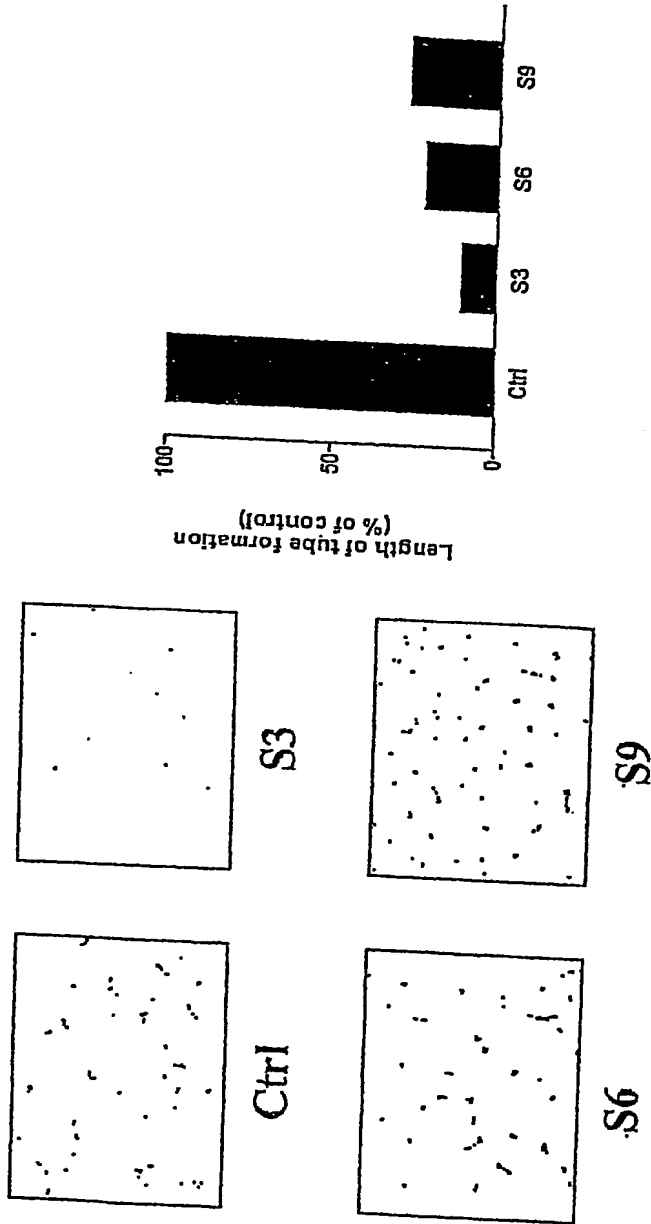 Ctrl
S3
S6
S9
Length of tube formation
(% of control)
100
50
0
Ctrl
S3
S6
S9